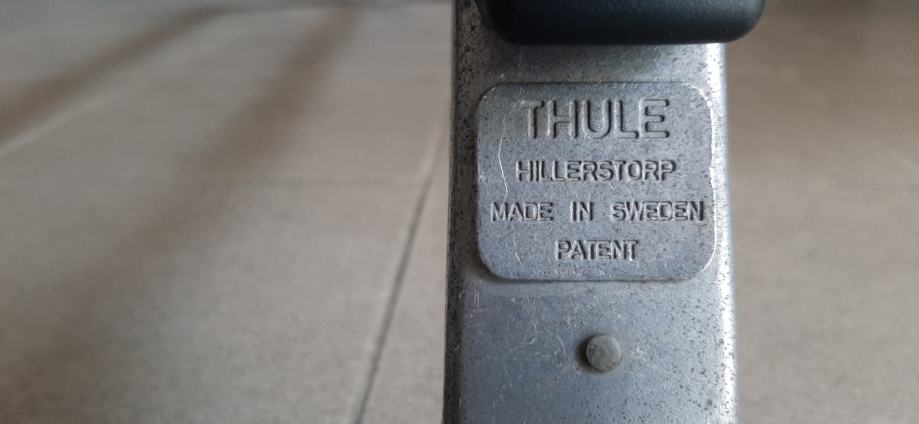 THULE
HILLERSTORP
MADE IN SWEDEN
PATENT